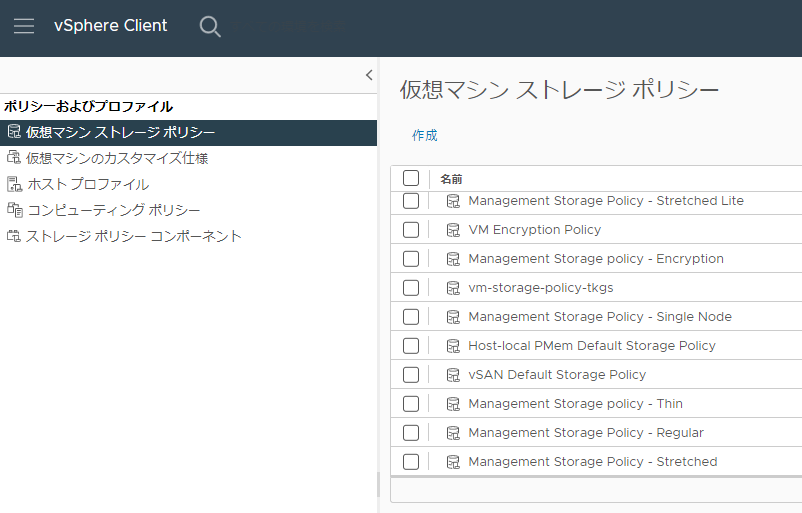 vSphere Client
ポリシーおよびプロファイル
仮想マシン ストレージ ポリシー
仮想マシンのカスタマイズ仕様
ホスト プロファイル
コンピューティング ポリシー
ストレージ ポリシー コンポーネント
仮想マシン ストレージ ポリシー
作成
名前
Management Storage Policy - Stretched Lite
VM Encryption Policy
Management Storage policy - Encryption
vm-storage-policy-tkgs
Management Storage Policy - Single Node
Host-local PMem Default Storage Policy
vSAN Default Storage Policy
Management Storage policy - Thin
Management Storage Policy - Regular
Management Storage Policy - Stretched